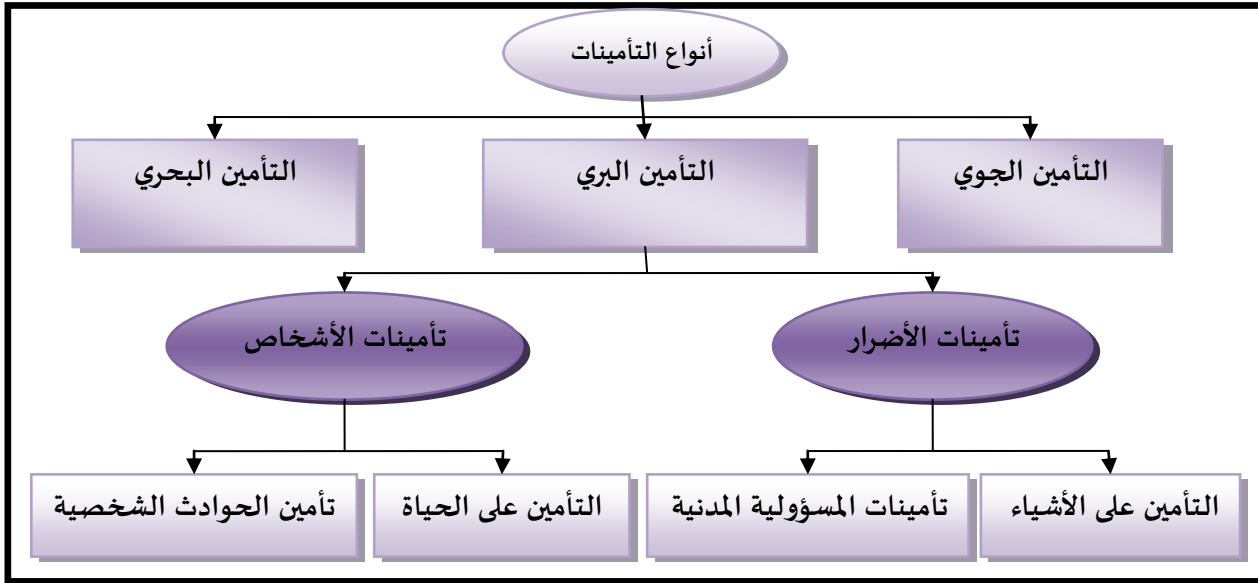 أنواع التأمينات
التأمين الجوي
التأمين البري
التأمين البحري
تأمينات الأضرار
تأمينات الأشخاص
التأمين على الأشياء
تأمينات المسؤولية المدنية
التأمين على الحياة
تأمين الحوادث الشخصية